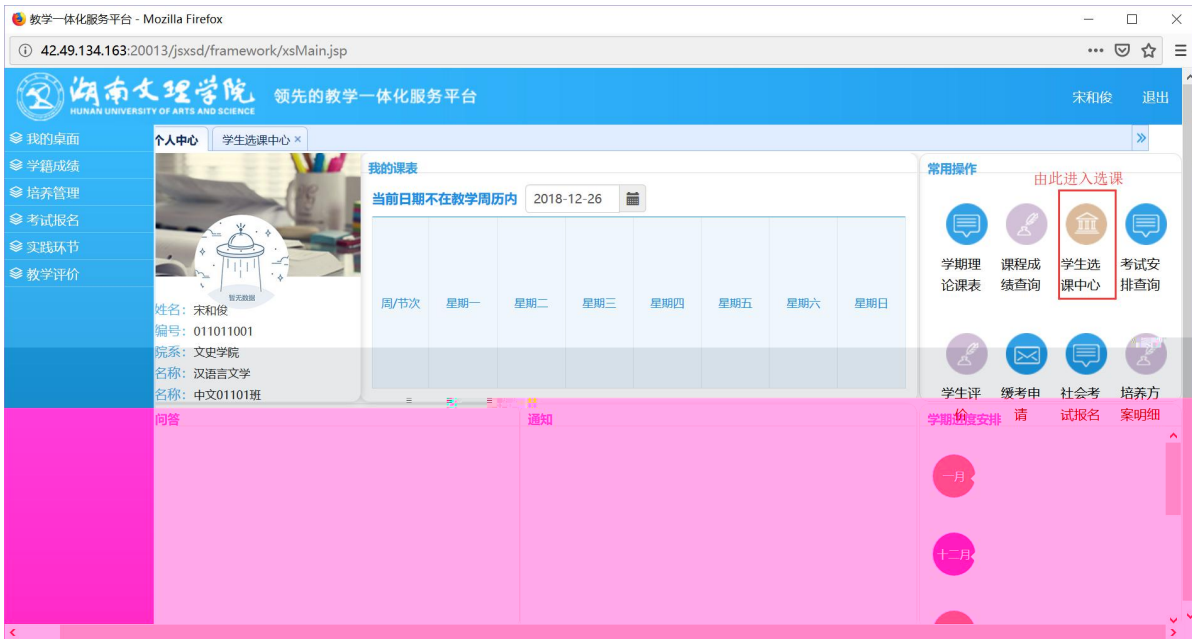 教学一体化服务平台 - Mozilla Firefox
42.49.134.163:20013/jsxsd/framework/xsMain.jsp
湖南文理学院
HUNAN UNIVERSITY OF ARTS AND SCIENCE
领先的教学一体化服务平台
宋和俊 退出
我的桌面
学籍成绩
培养管理
考试报名
实践环节
教学评价
个人中心 学生选课中心 ×
暂无数据
姓名：宋和俊
编号：011011001
院系：文史学院
名称：汉语言文学
名称：中文01101班
我的课表
当前日期不在教学周历内 2018-12-26
周/节次 星期一 星期二 星期三 星期四 星期五 星期六 星期日
常用操作
由此进入选课
学期理论课表
课程成绩查询
学生选课中心
考试安排查询
学生评价
缓考申请
社会考试报名
培养方案明细
问答
通知
学期进度安排
一月
十二月